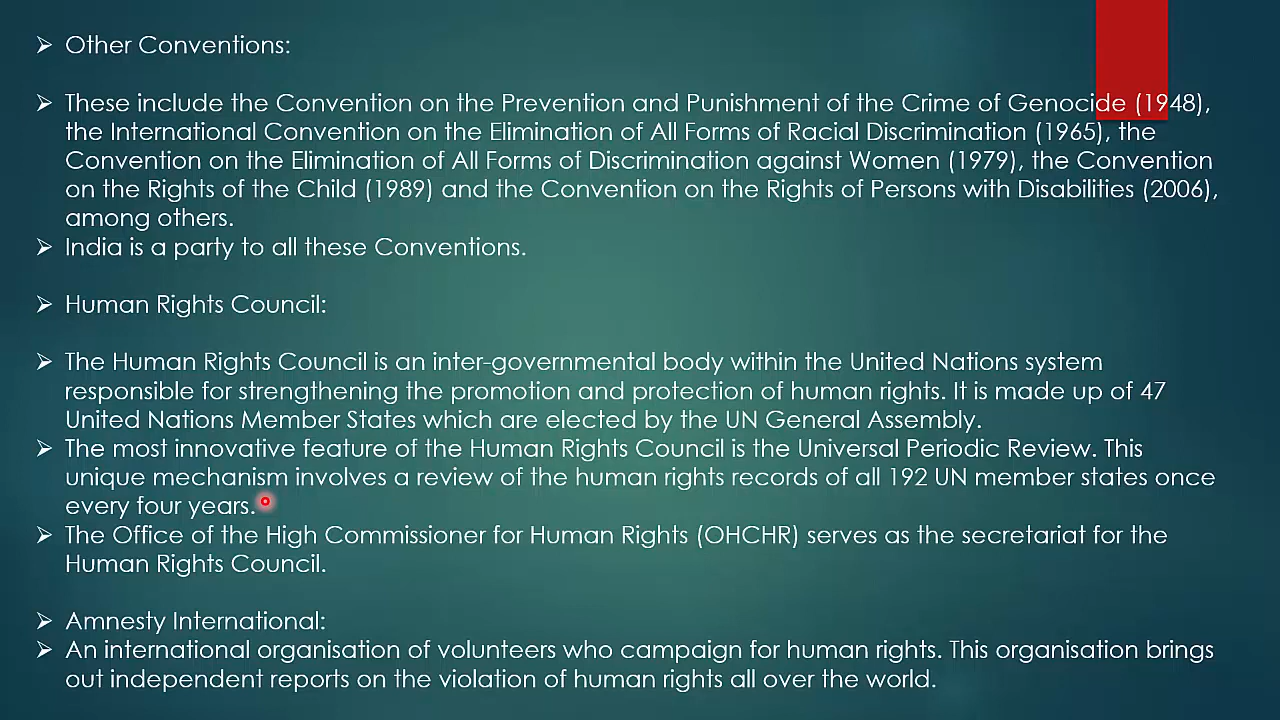 ➢ Other Conventions:
➢ These include the Convention on the Prevention and Punishment of the Crime of Genocide (1948),
the International Convention on the Elimination of All Forms of Racial Discrimination (1965), the
Convention on the Elimination of All Forms of Discrimination against Women (1979), the Convention
on the Rights of the Child (1989) and the Convention on the Rights of Persons with Disabilities (2006),
among others.
➢ India is a party to all these Conventions.
➢ Human Rights Council:
➢ The Human Rights Council is an inter-governmental body within the United Nations system
responsible for strengthening the promotion and protection of human rights. It is made up of 47
United Nations Member States which are elected by the UN General Assembly.
➢ The most innovative feature of the Human Rights Council is the Universal Periodic Review. This
unique mechanism involves a review of the human rights records of all 192 UN member states once
every four years.
➢ The Office of the High Commissioner for Human Rights (OHCHR) serves as the secretariat for the
Human Rights Council.
➢ Amnesty International:
➢ An international organisation of volunteers who campaign for human rights. This organisation brings
out independent reports on the violation of human rights all over the world.